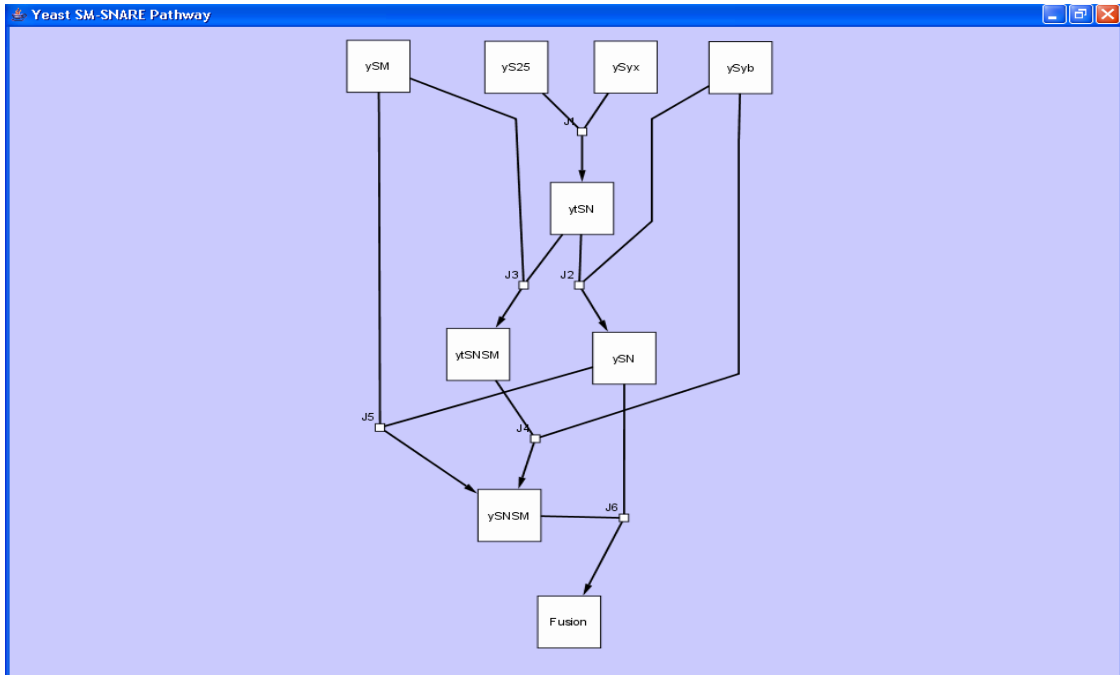 Yeast SM-SNARE Pathway
ySM
yS25
ySyx
ySyb
J1
ytSN
J3
J2
ytSNSM
ySN
J5
J4
ySNSM
J6
Fusion